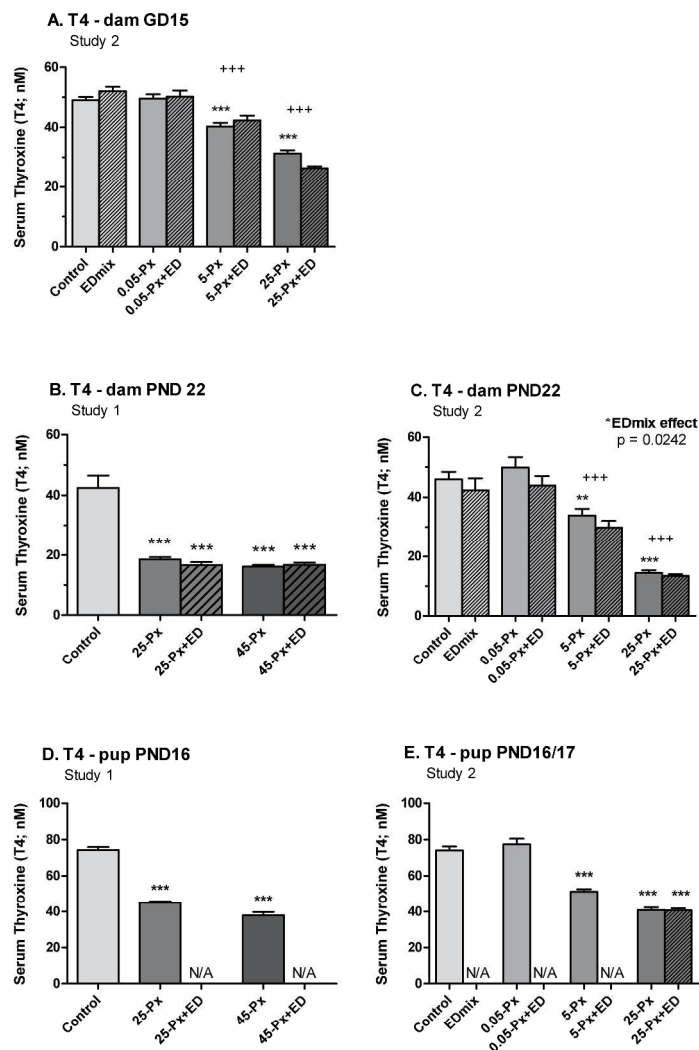 A. T4 - dam GD15
Study 2
Serum Thyroxine (T4; nM)
60
40
20
0
+++
+++
***
***
Control
EDmix
0.05-Px
0.05-Px+ED
5-Px
5-Px+ED
25-Px
25-Px+ED
B. T4 - dam PND 22
Study 1
Serum Thyroxine (T4; nM)
60
40
20
0
***
***
***
***
Control
25-Px
25-Px+ED
45-Px
45-Px+ED
C. T4 - dam PND22
Study 2
*EDmix effect
p = 0.0242
Serum Thyroxine (T4; nM)
60
40
20
0
+++
**
+++
***
Control
EDmix
0.05-Px
0.05-Px+ED
5-Px
5-Px+ED
25-Px
25-Px+ED
D. T4 - pup PND16
Study 1
Serum Thyroxine (T4; nM)
100
80
60
40
20
0
***
***
N/A
N/A
Control
25-Px
25-Px+ED
45-Px
45-Px+ED
E. T4 - pup PND16/17
Study 2
Serum Thyroxine (T4; nM)
100
80
60
40
20
0
***
***
***
N/A
N/A
N/A
Control
EDmix
0.05-Px
0.05-Px+ED
5-Px
5-Px+ED
25-Px
25-Px+ED